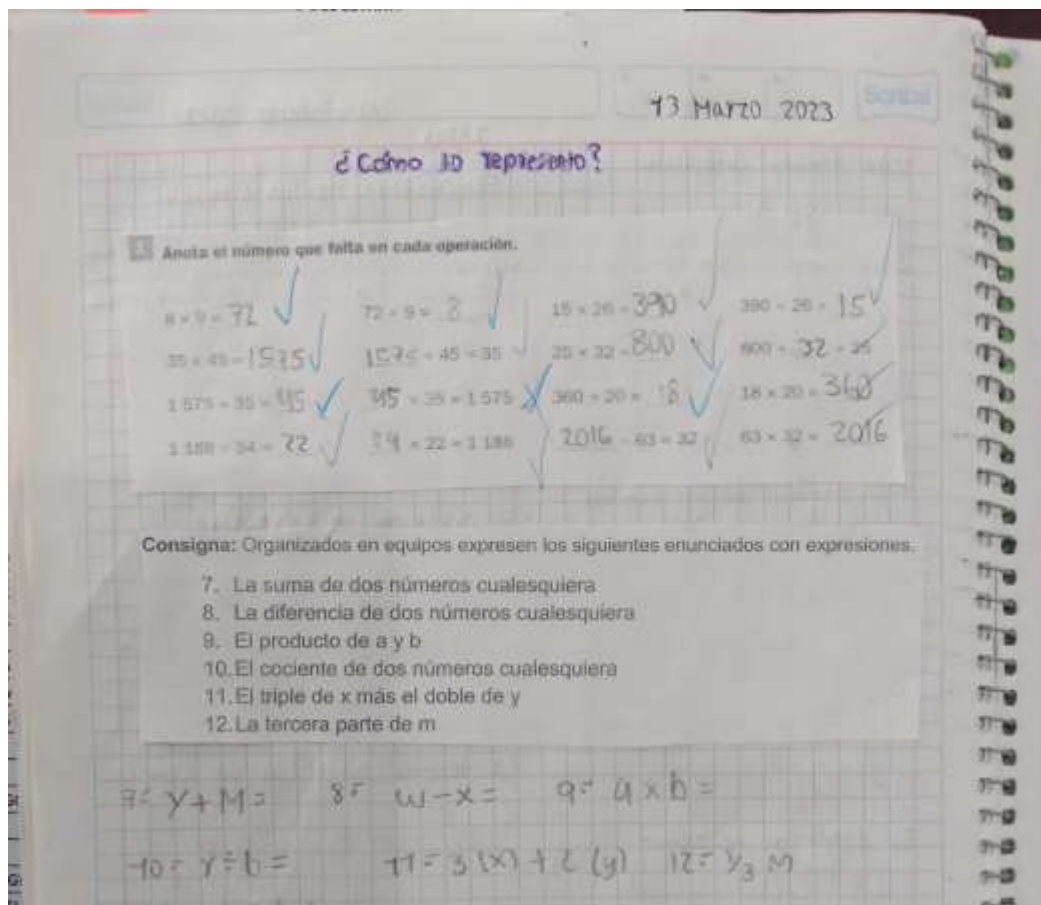 Scribe
13 Marzo 2023
¿Cómo lo represento?
Anota el número que falta en cada operación.
8 × 9 = 72 72 ÷ 9 = 8 15 × 26 = 390 390 ÷ 26 = 15
35 × 45 = 1575 1575 ÷ 45 = 35 25 × 32 = 800 800 ÷ 32 = 25
1 575 ÷ 35 = 45 45 × 35 = 1 575 360 ÷ 20 = 18 18 × 20 = 360
1 188 ÷ 54 = 22 54 × 22 = 1 188 2016 ÷ 63 = 32 63 × 32 = 2016
Consigna: Organizados en equipos expresen los siguientes enunciados con expresiones.
7. La suma de dos números cualesquiera
8. La diferencia de dos números cualesquiera
9. El producto de a y b
10. El cociente de dos números cualesquiera
11. El triple de x más el doble de y
12. La tercera parte de m
7= Y+M= 8= w-x= 9= a×b=
10= Y÷b= 11= 3(x)+2(y) 12= 1/3 M